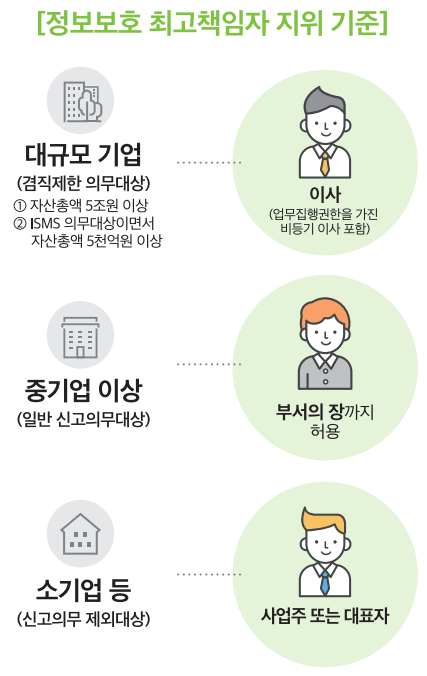 [정보보호 최고책임자 지위 기준]
대규모 기업
(겸직제한 의무대상)
① 자산총액 5조원 이상
② ISMS 의무대상이면서
자산총액 5천억원 이상
이사
(업무집행권한을 가진
비등기 이사 포함)
중기업 이상
(일반 신고의무대상)
부서의 장까지
허용
소기업 등
(신고의무 제외대상)
사업주 또는 대표자